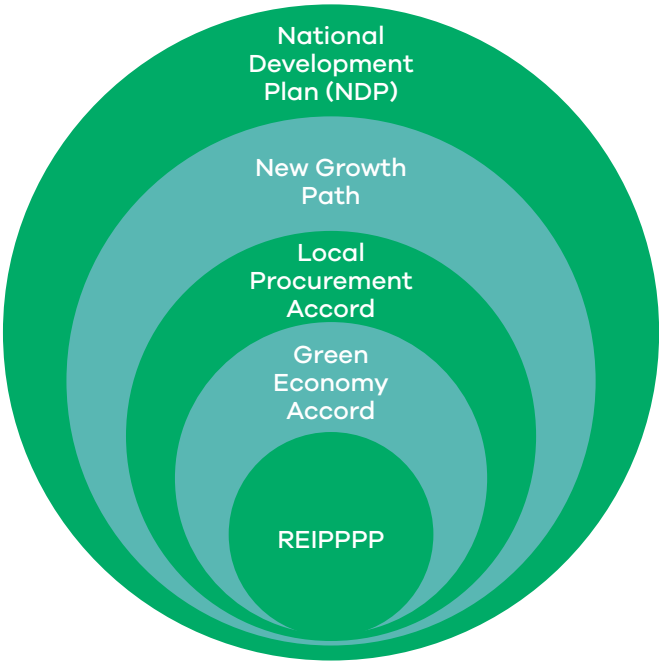 National
Development
Plan (NDP)
New Growth
Path
Local
Procurement
Accord
Green
Economy
Accord
REIPPPP